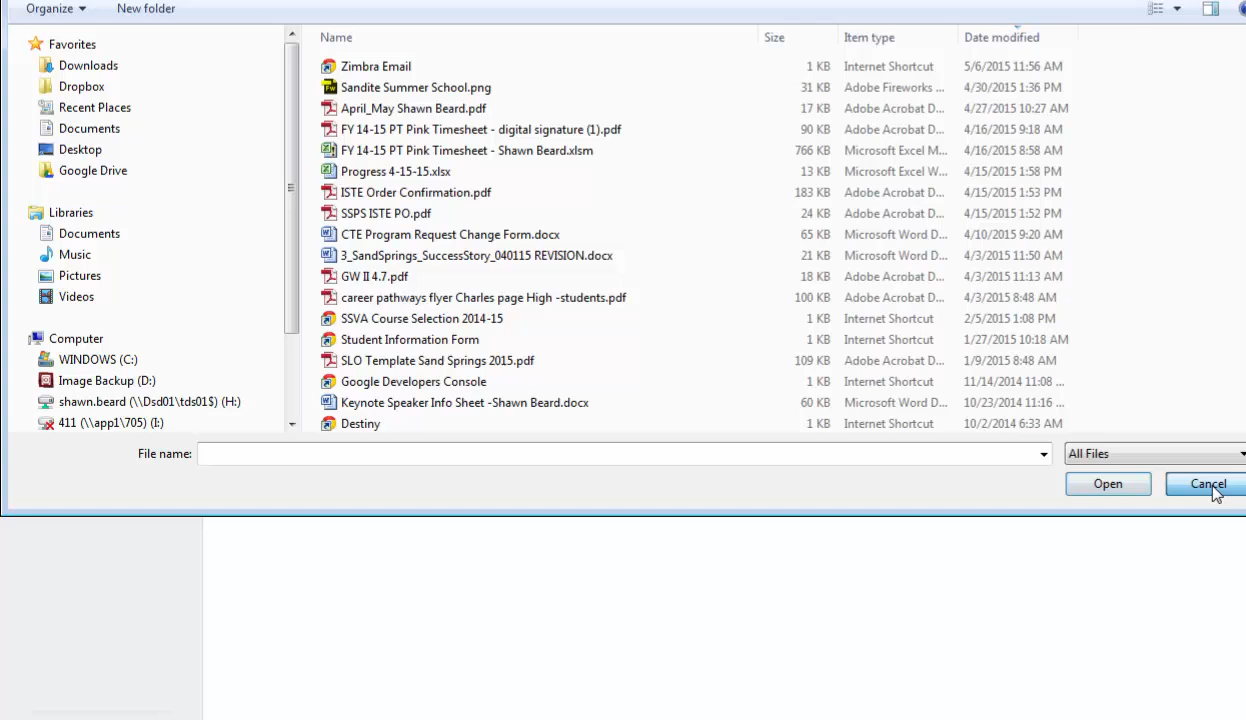 Organize New folder
Favorites
Downloads
Dropbox
Recent Places
Documents
Desktop
Google Drive
Libraries
Documents
Music
Pictures
Videos
Computer
WINDOWS (C:)
Image Backup (D:)
shawn.beard (\\Dsd01\tds01$) (H:)
411 (\\app1\705) (I:)
Name Size Item type Date modified
Zimbra Email 1 KB Internet Shortcut 5/6/2015 11:56 AM
Sandite Summer School.png 31 KB Adobe Fireworks ... 4/30/2015 1:36 PM
April_May Shawn Beard.pdf 17 KB Adobe Acrobat D... 4/27/2015 10:27 AM
FY 14-15 PT Pink Timesheet - digital signature (1).pdf 90 KB Adobe Acrobat D... 4/16/2015 9:18 AM
FY 14-15 PT Pink Timesheet - Shawn Beard.xlsm 766 KB Microsoft Excel M... 4/16/2015 8:58 AM
Progress 4-15-15.xlsx 13 KB Microsoft Excel W... 4/15/2015 1:58 PM
ISTE Order Confirmation.pdf 183 KB Adobe Acrobat D... 4/15/2015 1:53 PM
SSPS ISTE PO.pdf 24 KB Adobe Acrobat D... 4/15/2015 1:52 PM
CTE Program Request Change Form.docx 65 KB Microsoft Word D... 4/10/2015 9:20 AM
3_SandSprings_SuccessStory_040115 REVISION.docx 21 KB Microsoft Word D... 4/3/2015 11:50 AM
GW II 4.7.pdf 18 KB Adobe Acrobat D... 4/3/2015 11:13 AM
career pathways flyer Charles page High -students.pdf 100 KB Adobe Acrobat D... 4/3/2015 8:48 AM
SSVA Course Selection 2014-15 1 KB Internet Shortcut 2/5/2015 1:08 PM
Student Information Form 1 KB Internet Shortcut 1/27/2015 10:18 AM
SLO Template Sand Springs 2015.pdf 109 KB Adobe Acrobat D... 1/9/2015 8:48 AM
Google Developers Console 1 KB Internet Shortcut 11/14/2014 11:08 ...
Keynote Speaker Info Sheet -Shawn Beard.docx 60 KB Microsoft Word D... 10/23/2014 11:16 ...
Destiny 1 KB Internet Shortcut 10/2/2014 6:33 AM
File name: All Files
Open Cancel